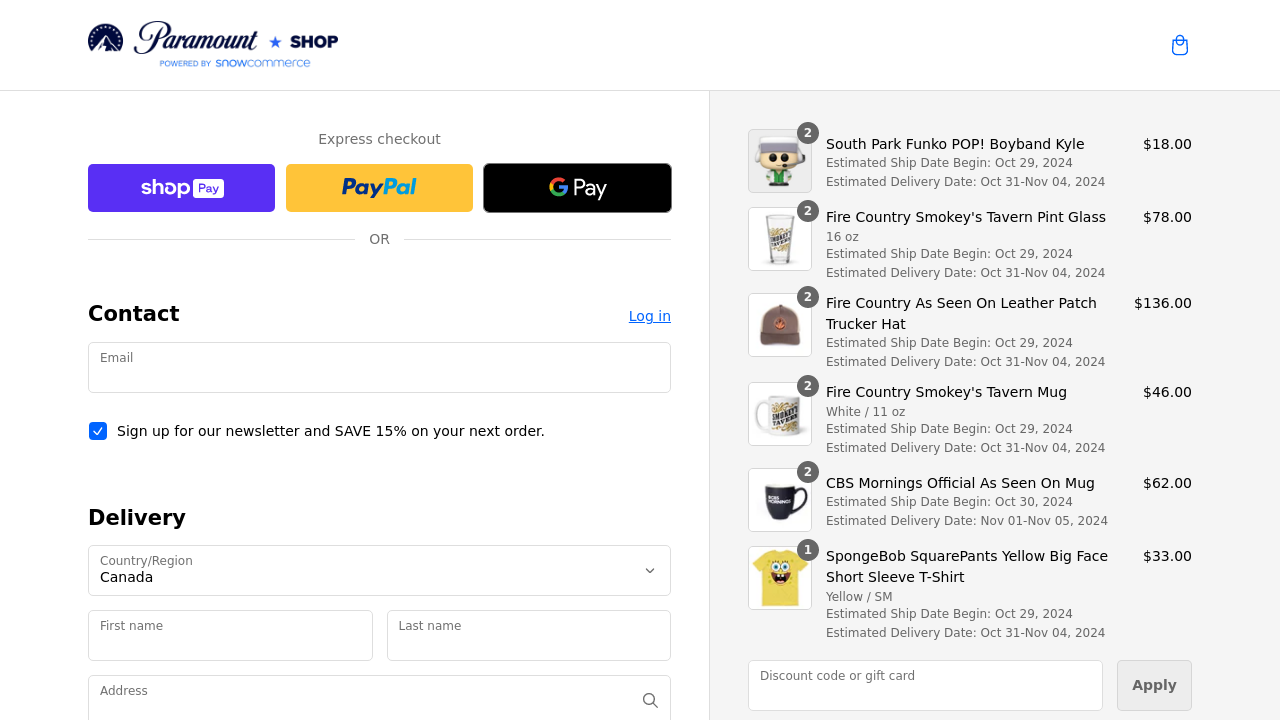 Paramount ★ SHOP
POWERED BY snowcommerce
Express checkout
shop Pay
PayPal
G Pay
OR
Contact
Log in
Email
Sign up for our newsletter and SAVE 15% on your next order.
Delivery
Country/Region
Canada
First name
Last name
Address
2
South Park Funko POP! Boyband Kyle
$18.00
Estimated Ship Date Begin: Oct 29, 2024
Estimated Delivery Date: Oct 31-Nov 04, 2024
2
SMOKEY'S
TAVERN
Fire Country Smokey's Tavern Pint Glass
$78.00
16 oz
Estimated Ship Date Begin: Oct 29, 2024
Estimated Delivery Date: Oct 31-Nov 04, 2024
2
Fire Country As Seen On Leather Patch
Trucker Hat
$136.00
Estimated Ship Date Begin: Oct 29, 2024
Estimated Delivery Date: Oct 31-Nov 04, 2024
2
SMOKEY'S
TAVERN
Fire Country Smokey's Tavern Mug
$46.00
White / 11 oz
Estimated Ship Date Begin: Oct 29, 2024
Estimated Delivery Date: Oct 31-Nov 04, 2024
2
CBS
MORNINGS
CBS Mornings Official As Seen On Mug
$62.00
Estimated Ship Date Begin: Oct 30, 2024
Estimated Delivery Date: Nov 01-Nov 05, 2024
1
SpongeBob SquarePants Yellow Big Face
Short Sleeve T-Shirt
$33.00
Yellow / SM
Estimated Ship Date Begin: Oct 29, 2024
Estimated Delivery Date: Oct 31-Nov 04, 2024
Discount code or gift card
Apply